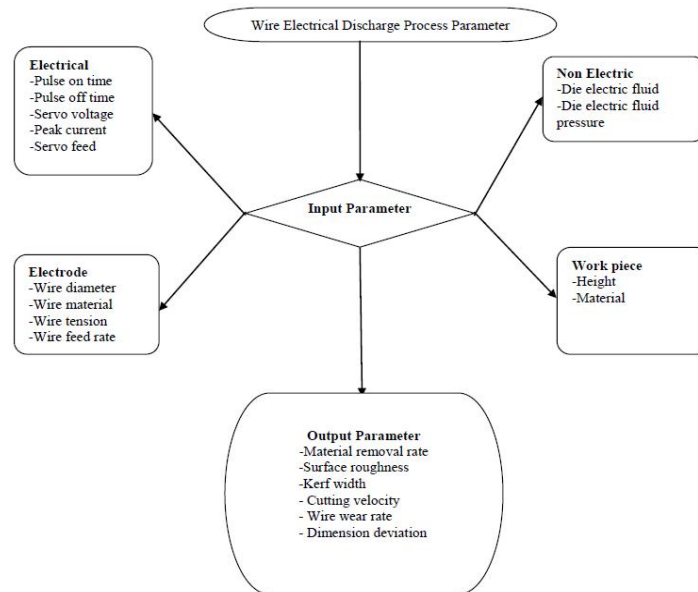 Wire Electrical Discharge Process Parameter
Electrical
-Pulse on time
-Pulse off time
-Servo voltage
-Peak current
-Servo feed
Non Electric
-Die electric fluid
-Die electric fluid
pressure
Input Parameter
Electrode
-Wire diameter
-Wire material
-Wire tension
-Wire feed rate
Work piece
-Height
-Material
Output Parameter
-Material removal rate
-Surface roughness
-Kerf width
- Cutting velocity
- Wire wear rate
- Dimension deviation